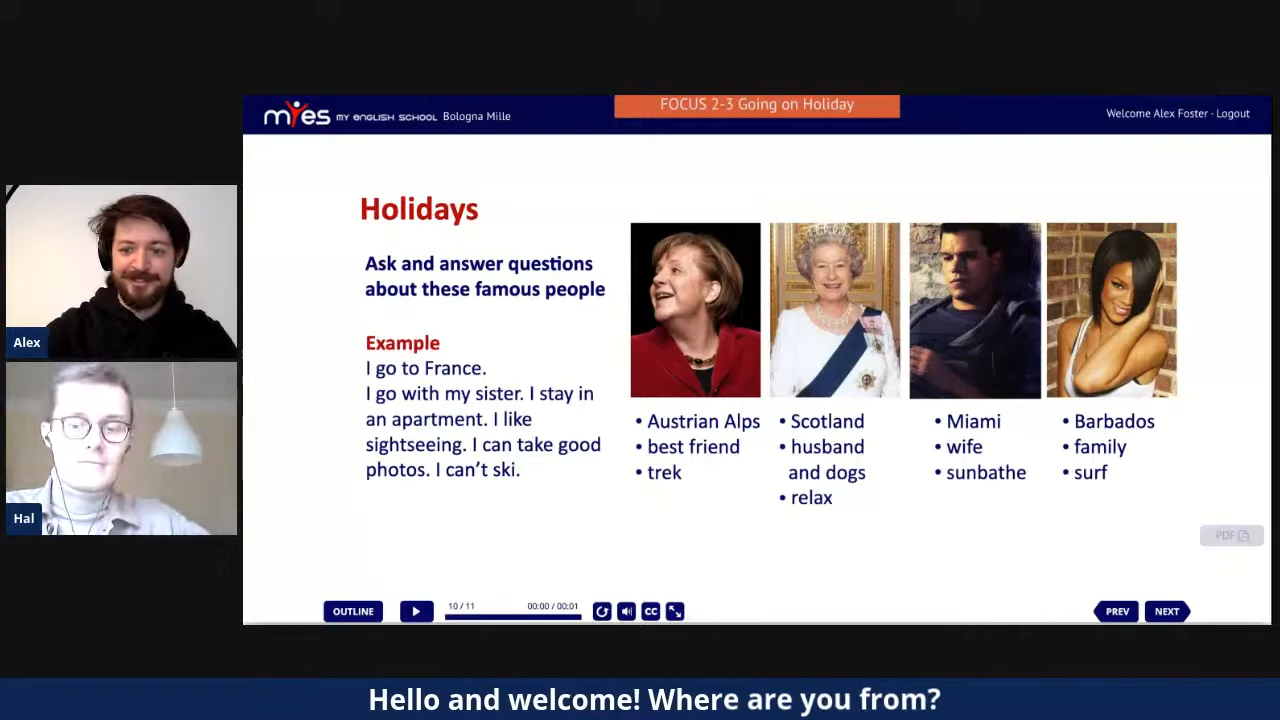 myes MY ENGLISH SCHOOL Bologna Mille
FOCUS 2-3 Going on Holiday
Welcome Alex Foster - Logout
Holidays
Ask and answer questions
about these famous people
Example
I go to France.
I go with my sister. I stay in
an apartment. I like
sightseeing. I can take good
photos. I can't ski.
• Austrian Alps
• best friend
• trek
• Scotland
• husband
and dogs
• relax
• Miami
• wife
• sunbathe
• Barbados
• family
• surf
Alex
Hal
PDF
OUTLINE
10 / 11
00:00 / 00:01
CC
PREV
NEXT
Hello and welcome! Where are you from?